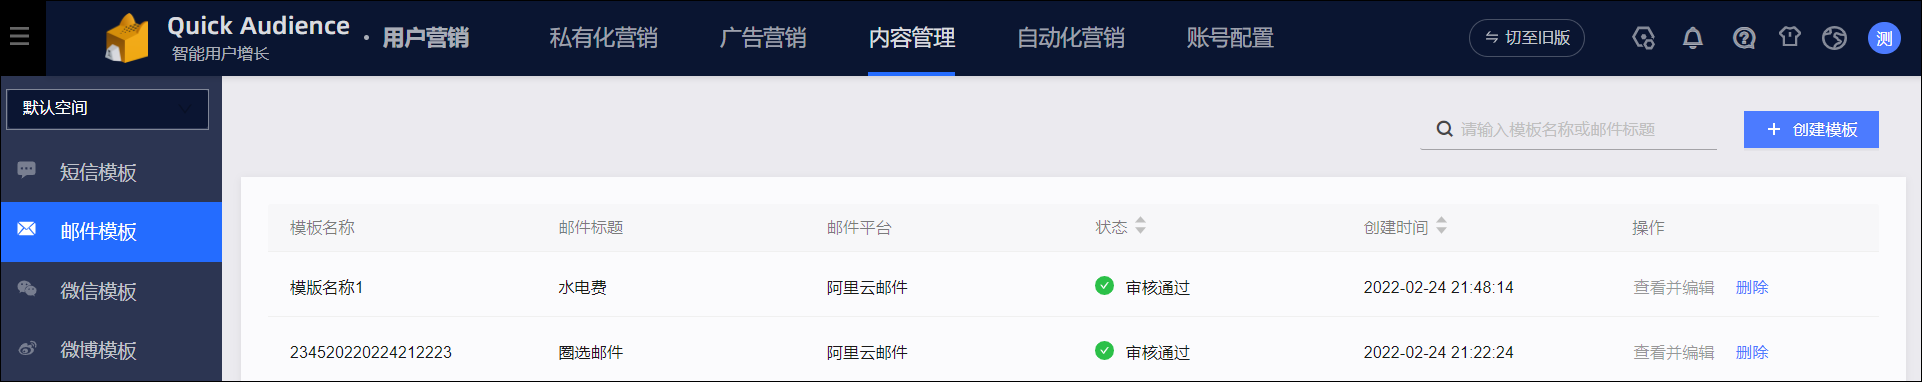 Quick Audience
智能用户增长
· 用户营销
私有化营销
广告营销
内容管理
自动化营销
账号配置
切至旧版
测
默认空间
短信模板
邮件模板
微信模板
微博模板
请输入模板名称或邮件标题
+ 创建模板
模板名称 邮件标题 邮件平台 状态 创建时间 操作
模版名称1 水电费 阿里云邮件 审核通过 2022-02-24 21:48:14 查看并编辑 删除
234520220224212223 圈选邮件 阿里云邮件 审核通过 2022-02-24 21:22:24 查看并编辑 删除